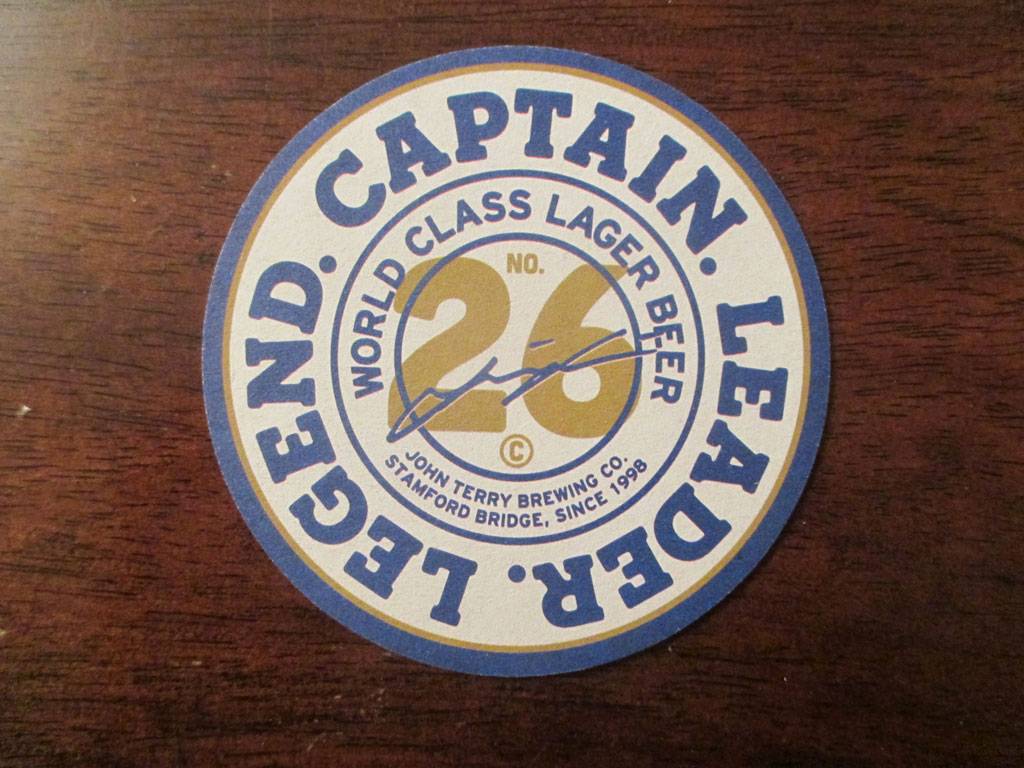 CAPTAIN. LEADER. LEGEND.
WORLD CLASS LAGER BEER
NO.
26
©
JOHN TERRY BREWING CO.
STAMFORD BRIDGE, SINCE 1998